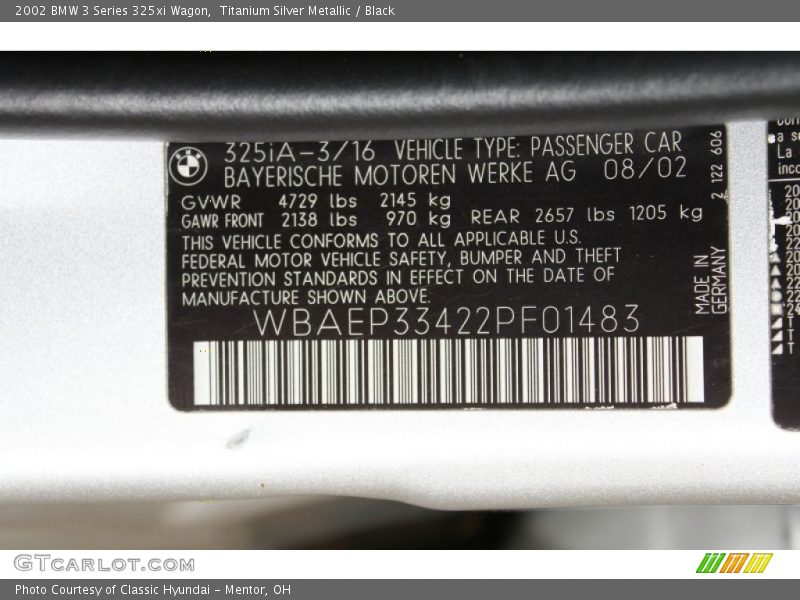 2002 BMW 3 Series 325xi Wagon, Titanium Silver Metallic / Black
325iA-3/16 VEHICLE TYPE: PASSENGER CAR
BAYERISCHE MOTOREN WERKE AG 08/02
GVWR 4729 lbs 2145 kg
GAWR FRONT 2138 lbs 970 kg REAR 2657 lbs 1205 kg
THIS VEHICLE CONFORMS TO ALL APPLICABLE U.S.
FEDERAL MOTOR VEHICLE SAFETY, BUMPER AND THEFT
PREVENTION STANDARDS IN EFFECT ON THE DATE OF
MANUFACTURE SHOWN ABOVE.
WBAEP33422PF01483
2 122 606
MADE IN
GERMANY
La
GTCARLOT.COM
Photo Courtesy of Classic Hyundai - Mentor, OH